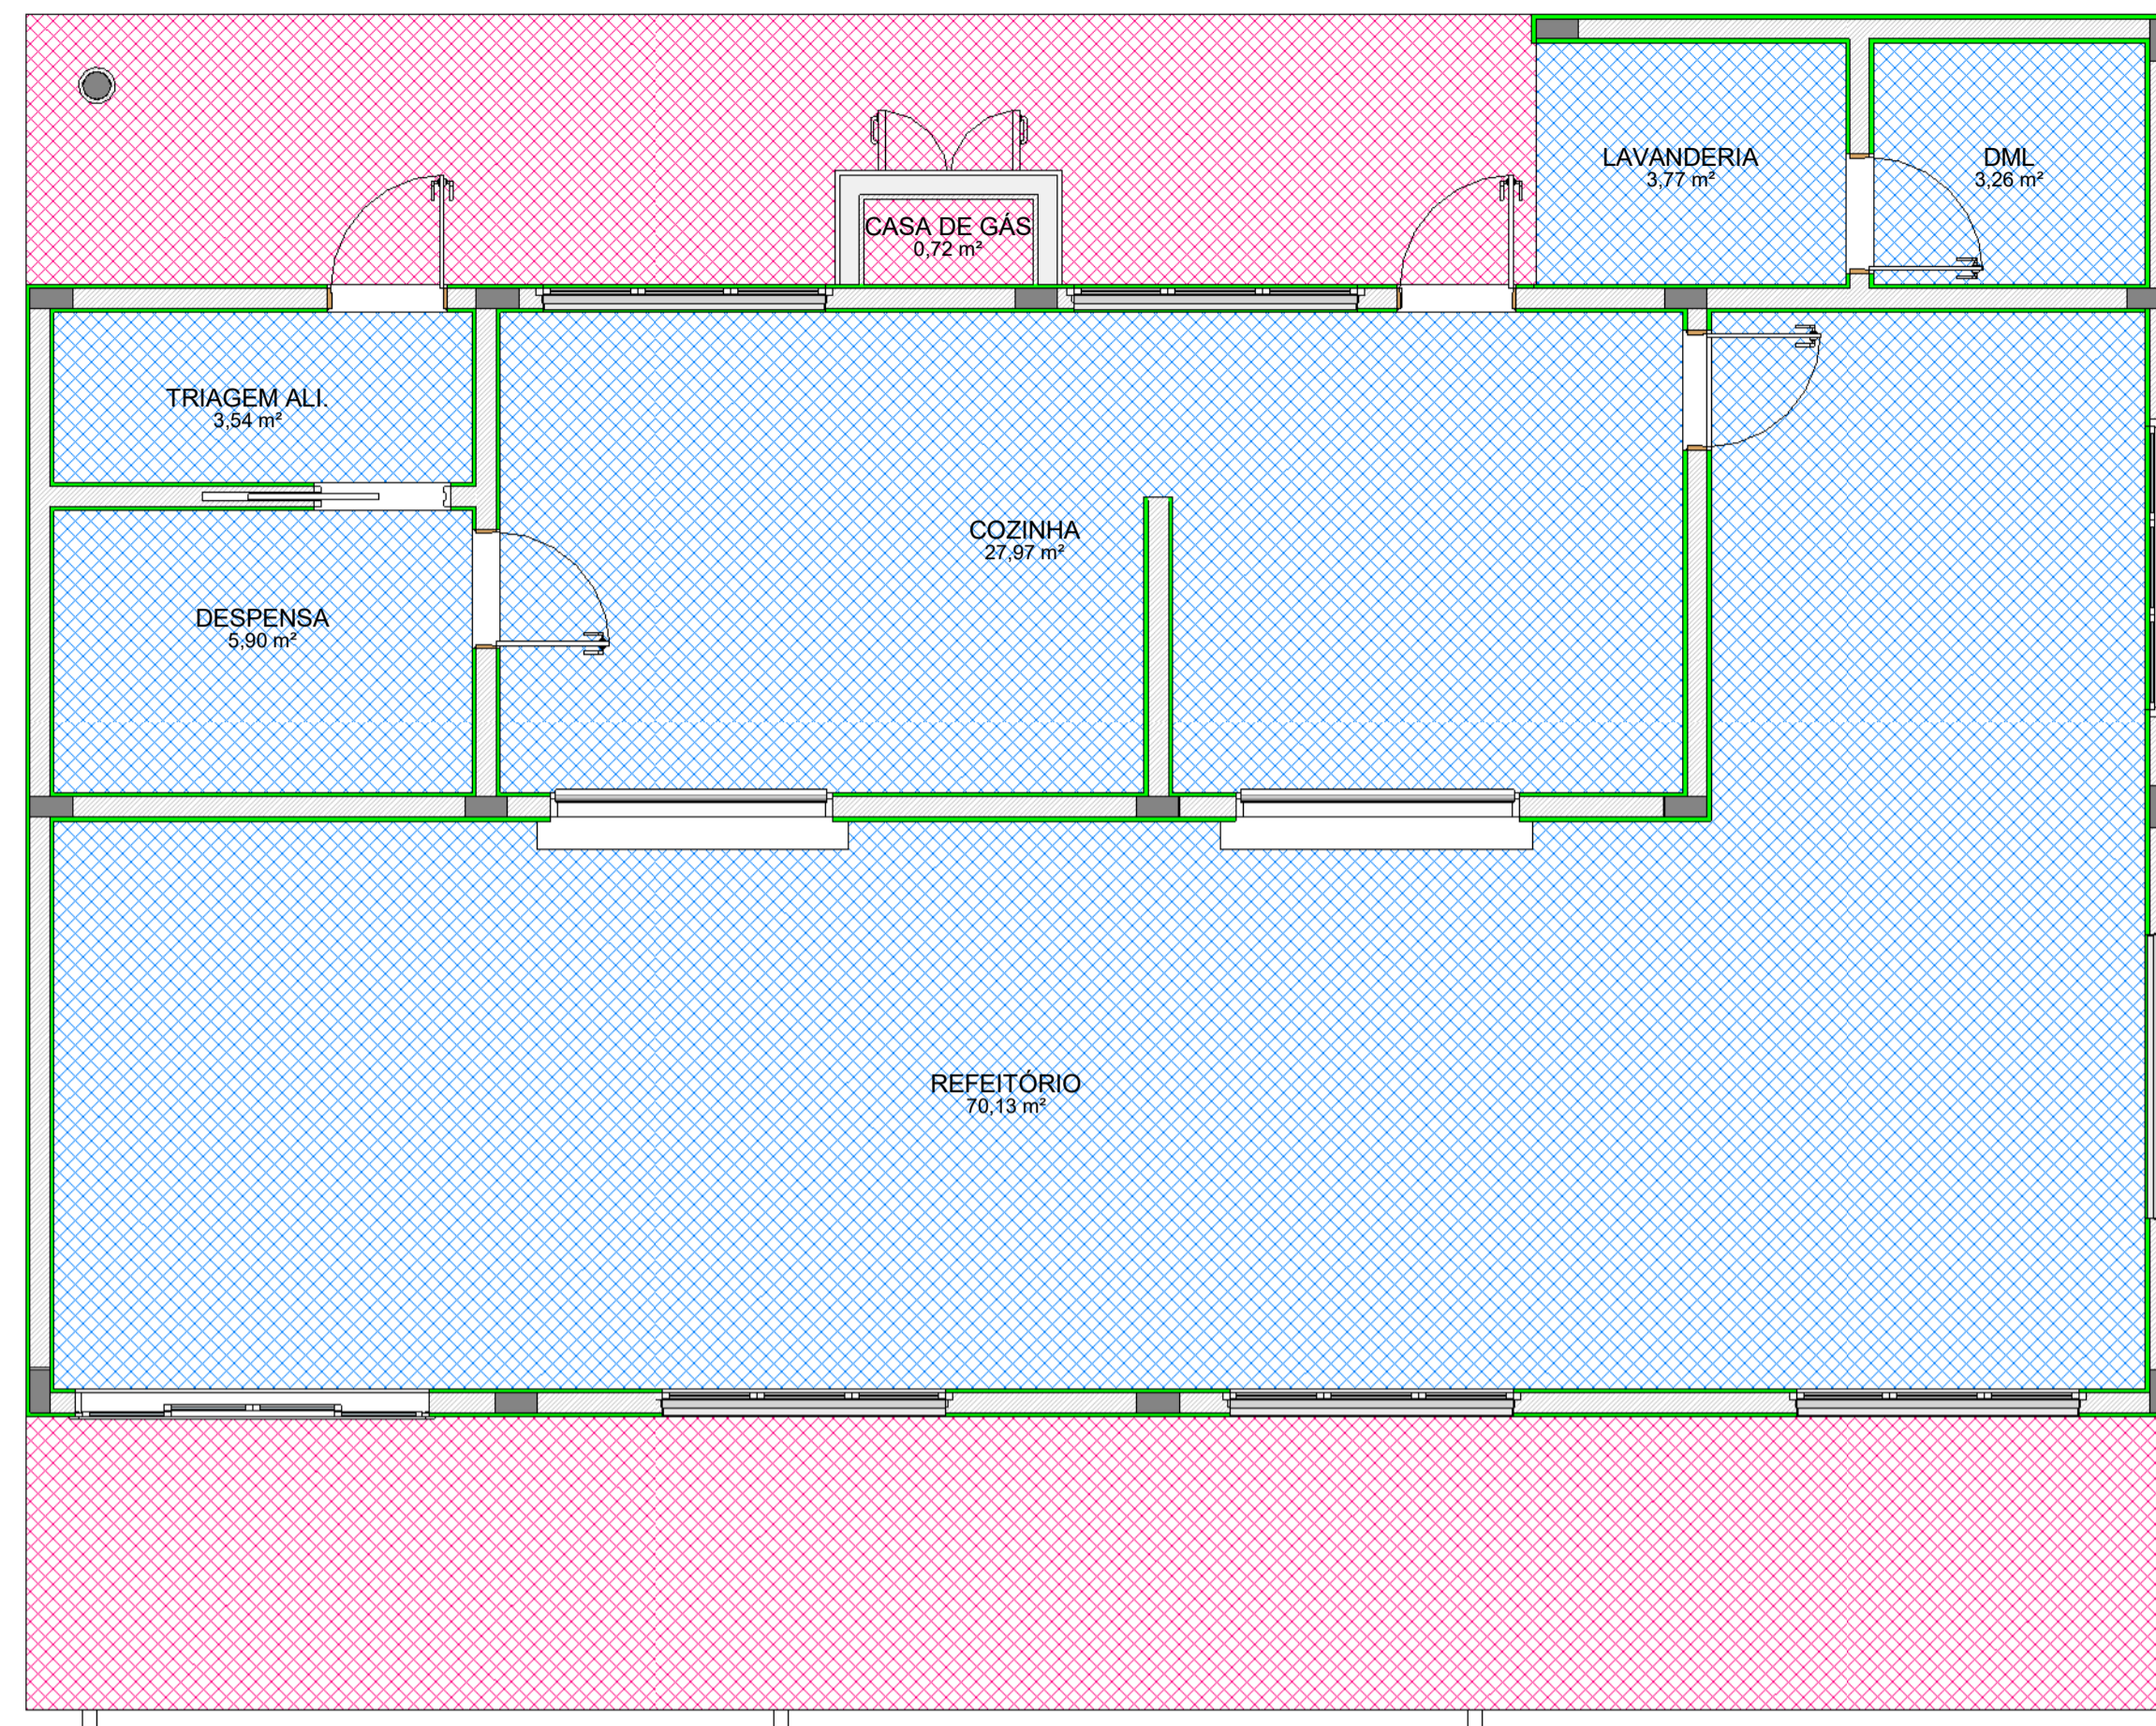 LAVANDERIA
3,77 m²
DML
3,26 m²
CASA DE GÁS
0,72 m²
TRIAGEM ALI.
3,54 m²
COZINHA
27,97 m²
DESPENSA
5,90 m²
REFEITÓRIO
70,13 m²